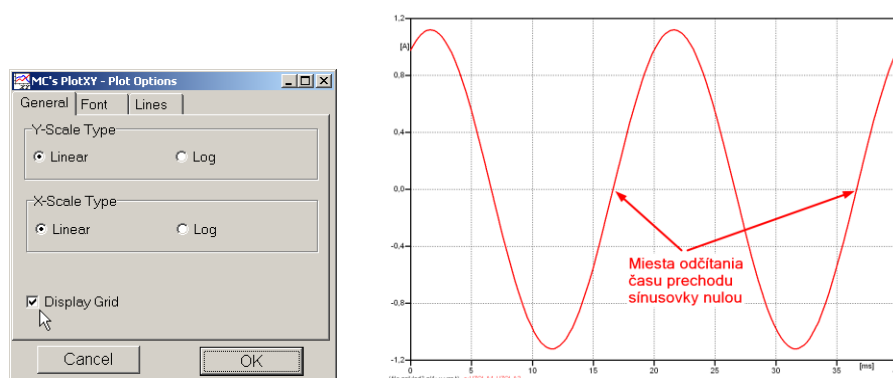 MC's PlotXY - Plot Options
General Font Lines
Y-Scale Type
Linear Log
X-Scale Type
Linear Log
Display Grid
Cancel OK
1,2
[A]
0,8
0,4
0,0
-0,4
-0,8
-1,2
0 5 10 15 20 25 30 35 [ms]
Miesta odčítania
času prechodu
sínusovky nulou